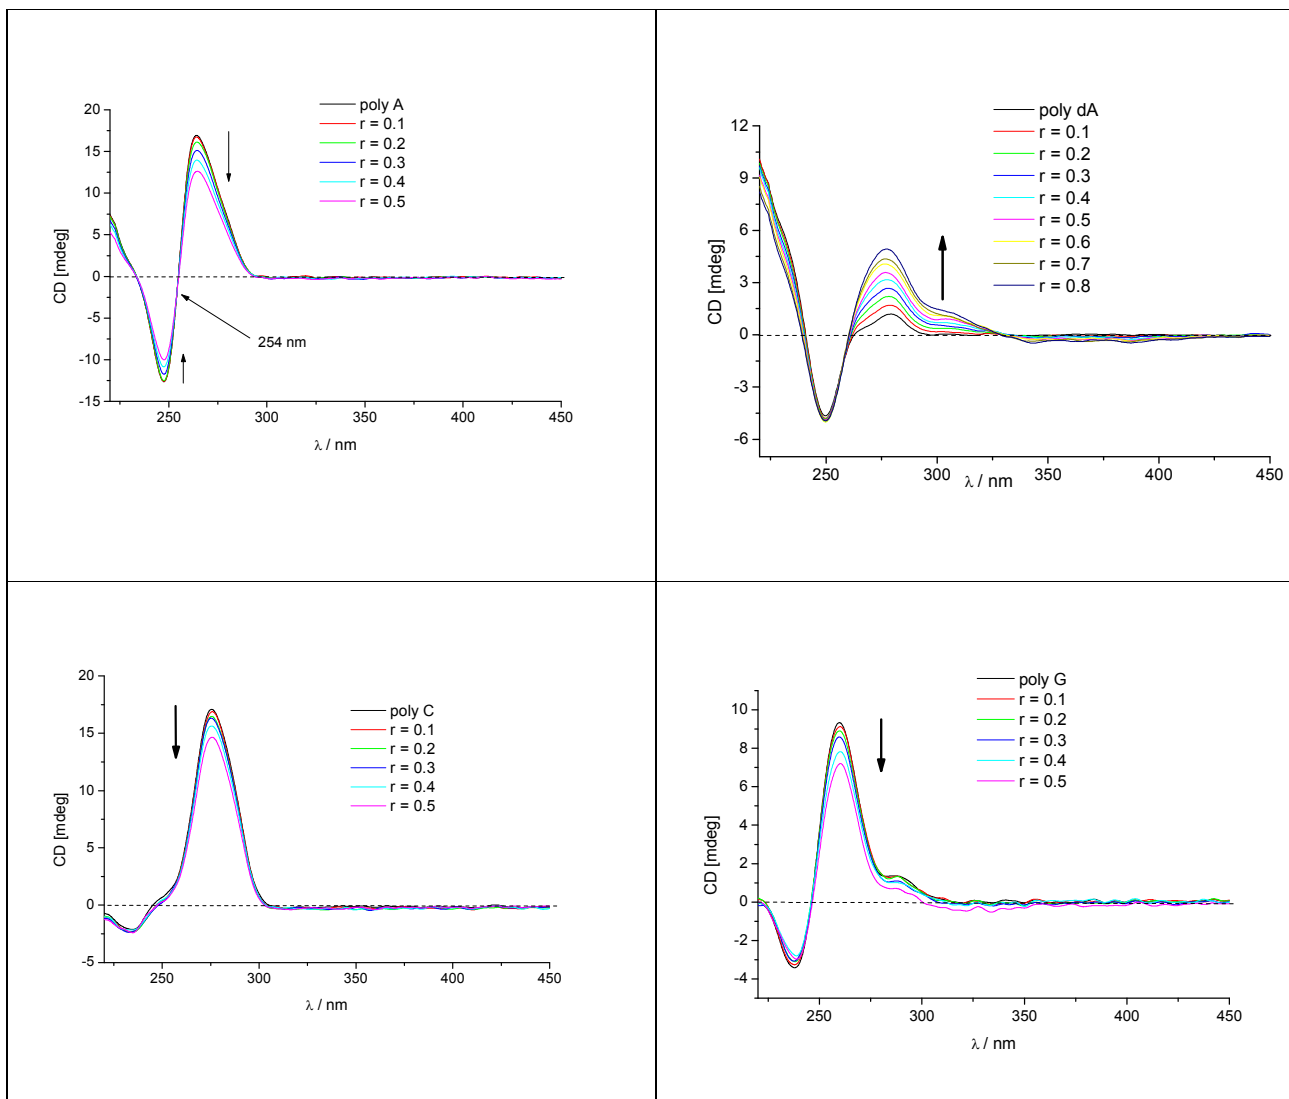 poly A
r = 0.1
r = 0.2
r = 0.3
r = 0.4
r = 0.5
20
15
10
5
0
-5
-10
-15
CD [mdeg]
254 nm
250
300
350
400
450
λ / nm
poly dA
r = 0.1
r = 0.2
r = 0.3
r = 0.4
r = 0.5
r = 0.6
r = 0.7
r = 0.8
12
9
6
3
0
-3
-6
CD [mdeg]
250
300
350
400
450
λ / nm
poly C
r = 0.1
r = 0.2
r = 0.3
r = 0.4
r = 0.5
20
15
10
5
0
-5
CD [mdeg]
250
300
350
400
450
λ / nm
poly G
r = 0.1
r = 0.2
r = 0.3
r = 0.4
r = 0.5
10
8
6
4
2
0
-2
-4
CD [mdeg]
250
300
350
400
450
λ / nm